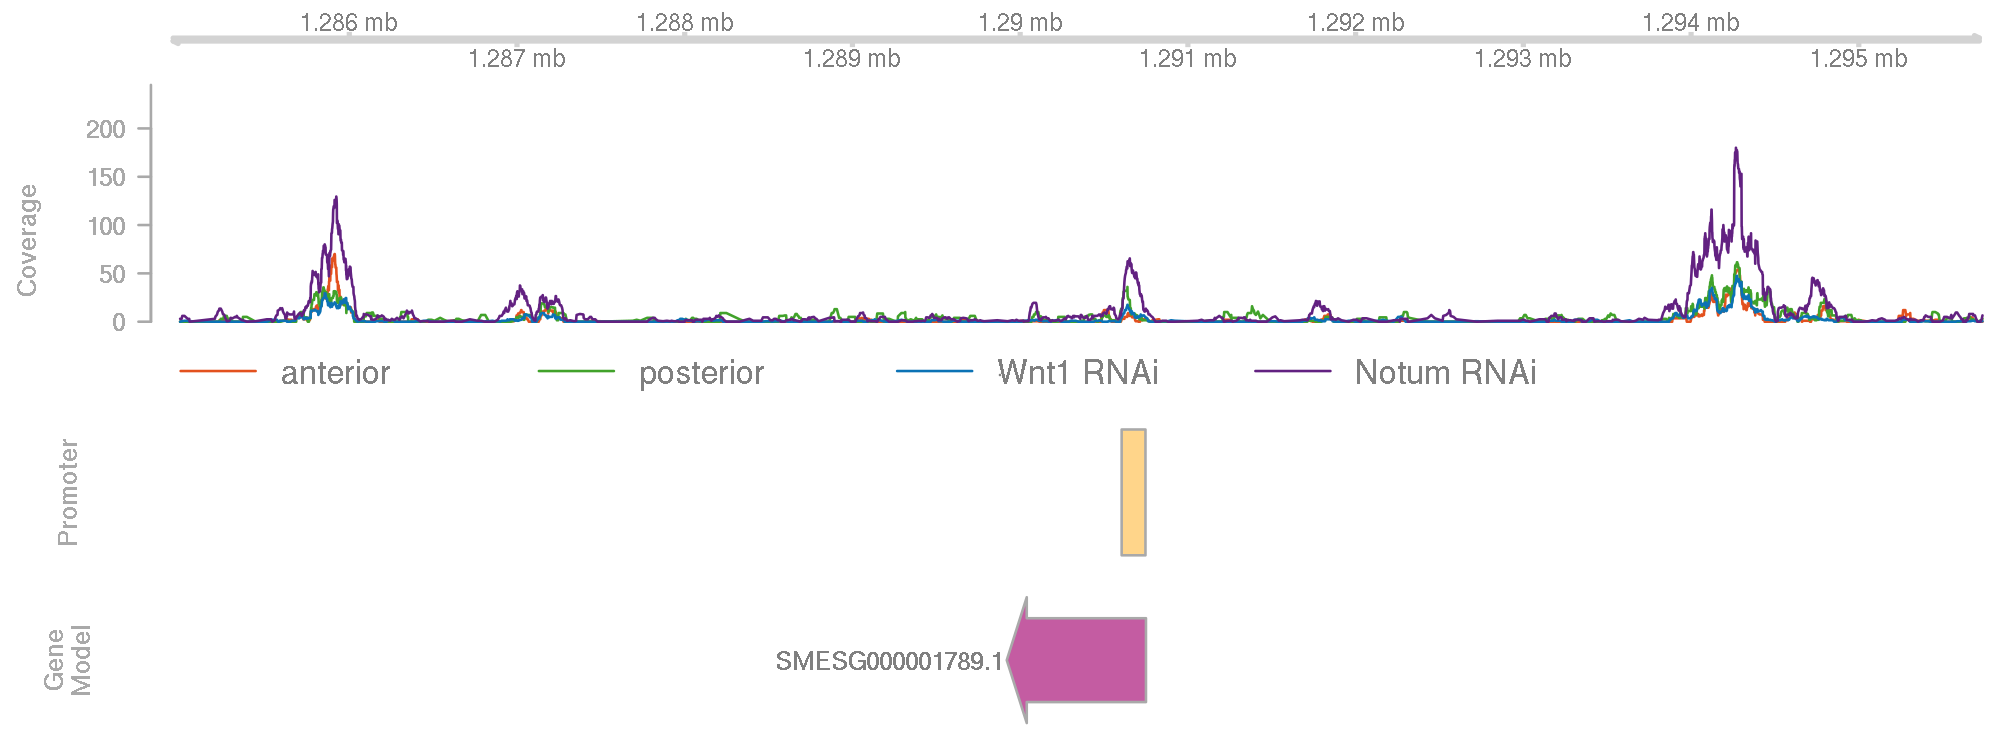 1.286 mb 1.288 mb 1.29 mb 1.292 mb 1.294 mb
1.287 mb 1.289 mb 1.291 mb 1.293 mb 1.295 mb
Coverage
200
150
100
50
0
anterior posterior Wnt1 RNAi Notum RNAi
Promoter
Gene
Model
SMESG000001789.1